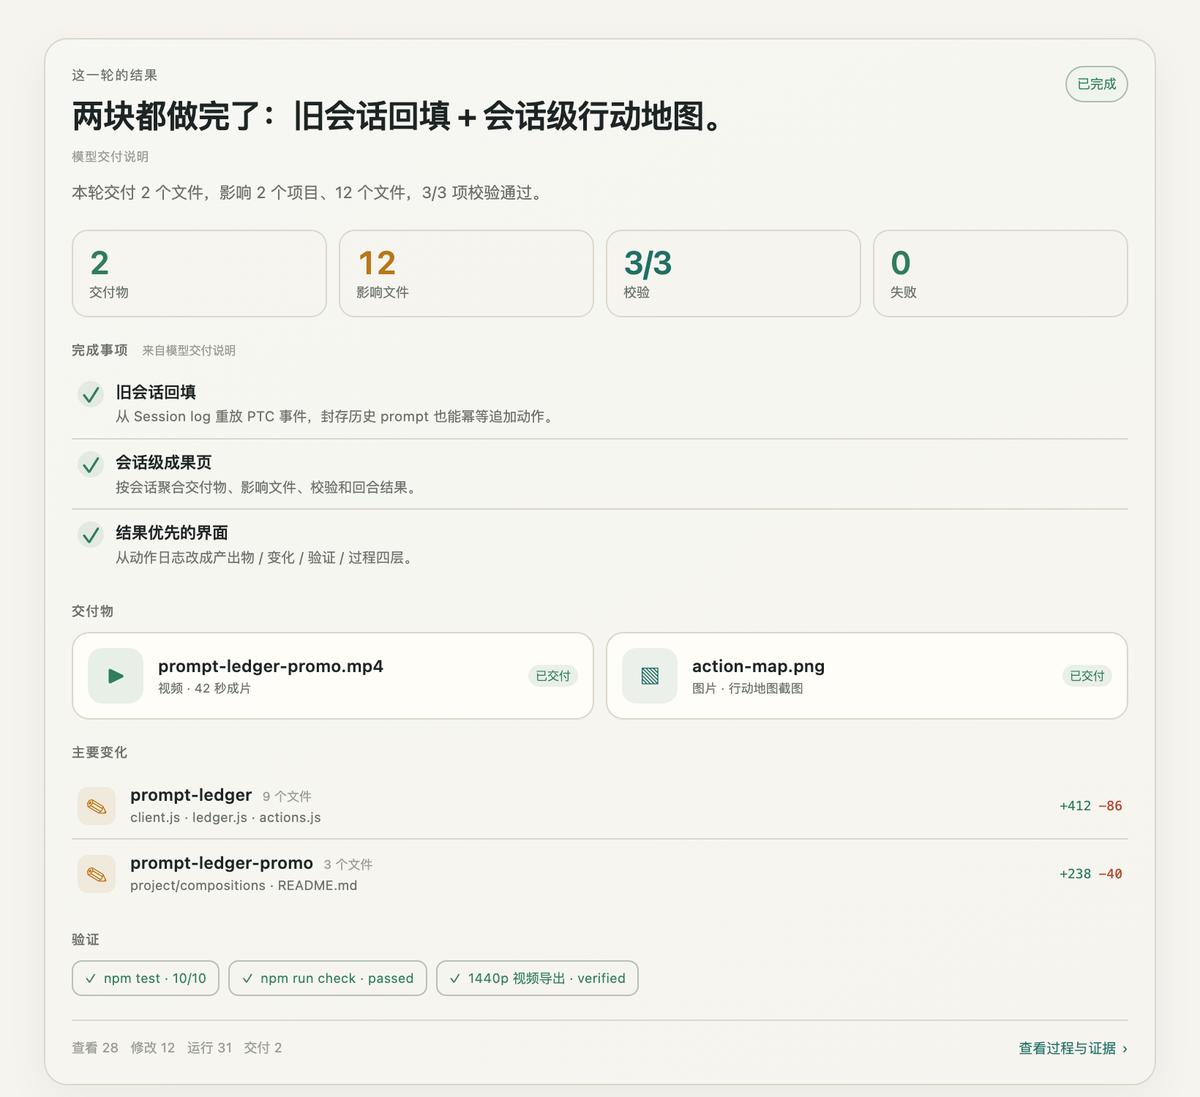 这一轮的结果
已完成
两块都做完了：旧会话回填 + 会话级行动地图。
模型交付说明
本轮交付 2 个文件，影响 2 个项目、12 个文件，3/3 项校验通过。
2
交付物
12
影响文件
3/3
校验
0
失败
完成事项 来自模型交付说明
旧会话回填
从 Session log 重放 PTC 事件，封存历史 prompt 也能幂等追加动作。
会话级成果页
按会话聚合交付物、影响文件、校验和回合结果。
结果优先的界面
从动作日志改成产出物 / 变化 / 验证 / 过程四层。
交付物
prompt-ledger-promo.mp4
视频 · 42 秒成片
已交付
action-map.png
图片 · 行动地图截图
已交付
主要变化
prompt-ledger 9 个文件
client.js · ledger.js · actions.js
+412 −86
prompt-ledger-promo 3 个文件
project/compositions · README.md
+238 −40
验证
✓ npm test · 10/10
✓ npm run check · passed
✓ 1440p 视频导出 · verified
查看 28 修改 12 运行 31 交付 2
查看过程与证据 ›